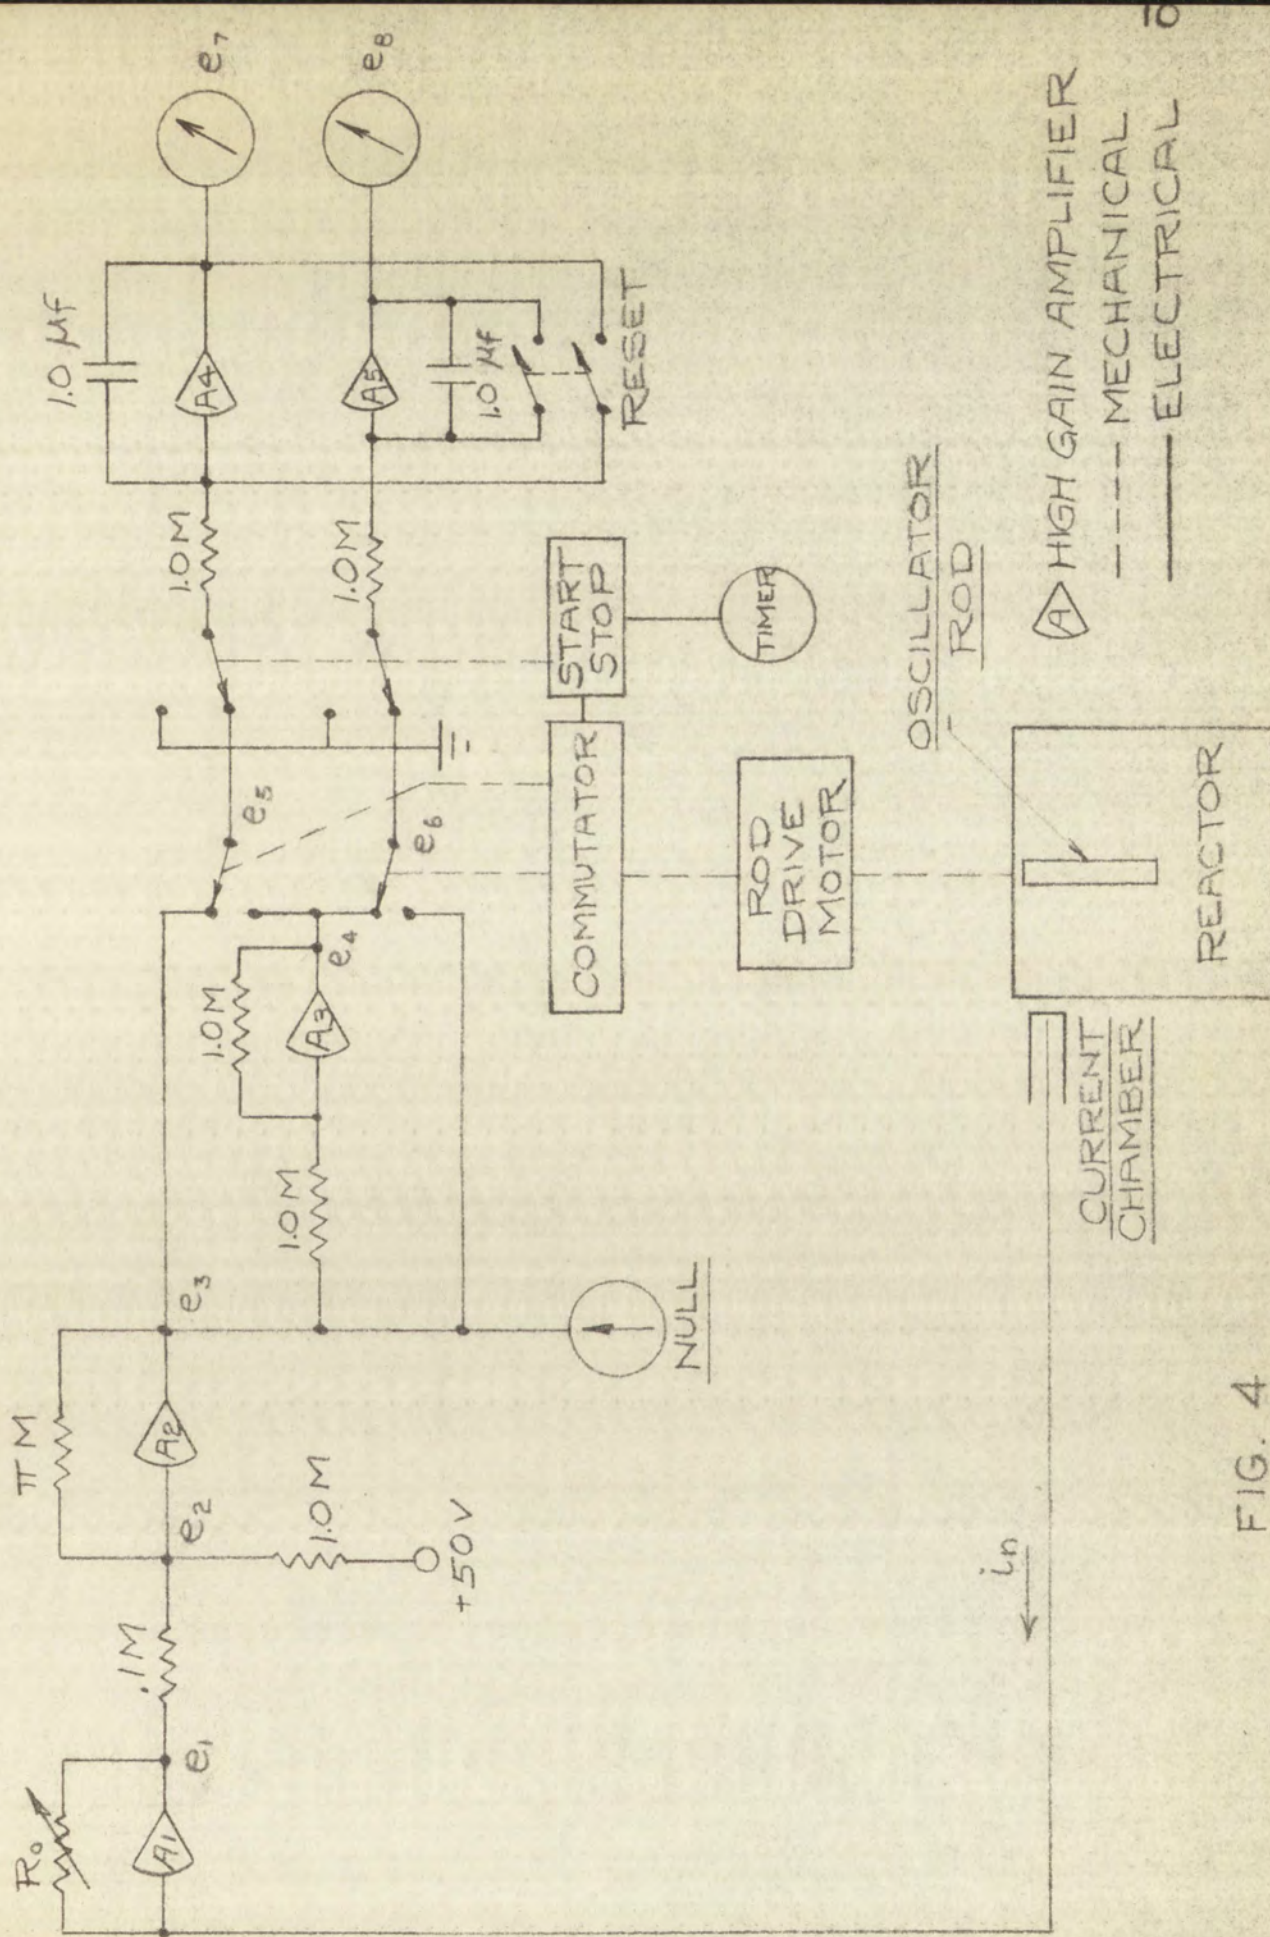 R₀
A1
e₁
.1M
e₂
πM
A2
e₃
1.0M
+50V
NULL
1.0M
1.0M
A3
e₄
e₅
e₆
1.0M
1.0M
1.0 µf
A4
A5
1.0 µf
RESET
e₇
e₈
COMMUTATOR
START
STOP
TIMER
ROD
DRIVE
MOTOR
OSCILLATOR
ROD
REACTOR
CURRENT
CHAMBER
iₙ
A HIGH GAIN AMPLIFIER
MECHANICAL
ELECTRICAL
FIG. 4
10